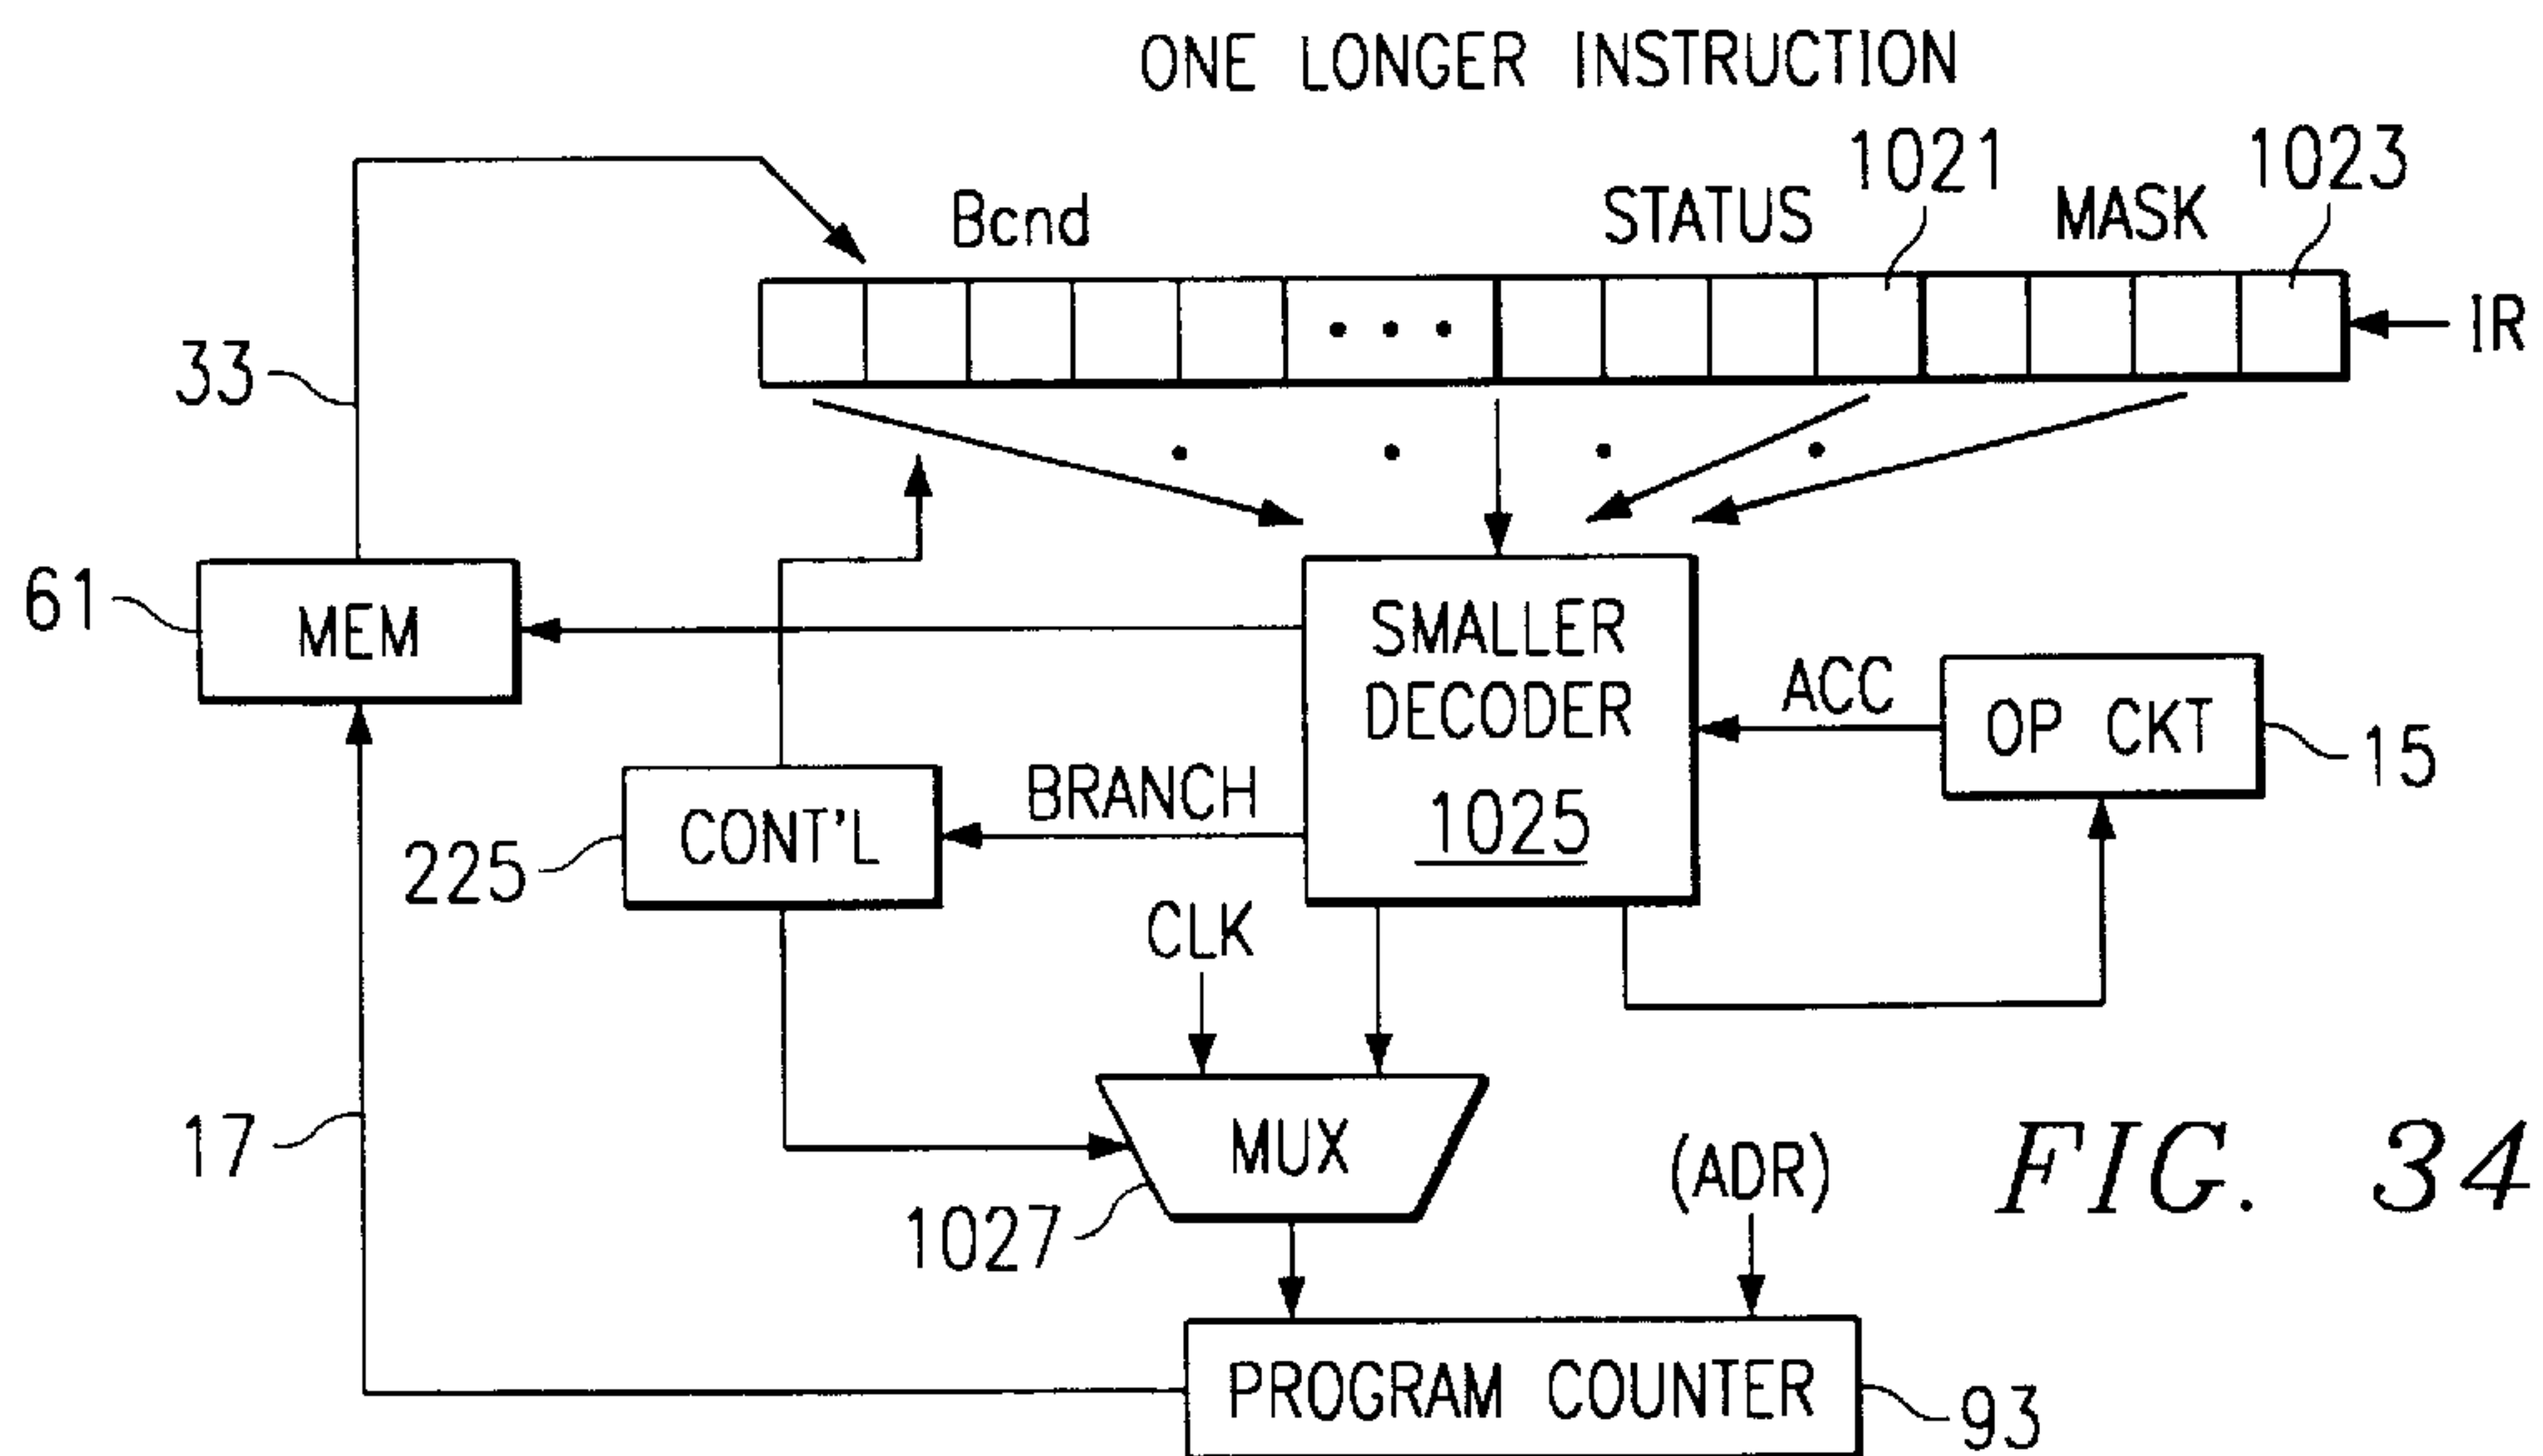 ONE LONGER INSTRUCTION
Bcnd
STATUS
1021
MASK
1023
IR
33
61
MEM
SMALLER
DECODER
1025
ACC
OP CKT
15
BRANCH
CONT'L
225
CLK
17
MUX
1027
(ADR)
FIG. 34
PROGRAM COUNTER
93